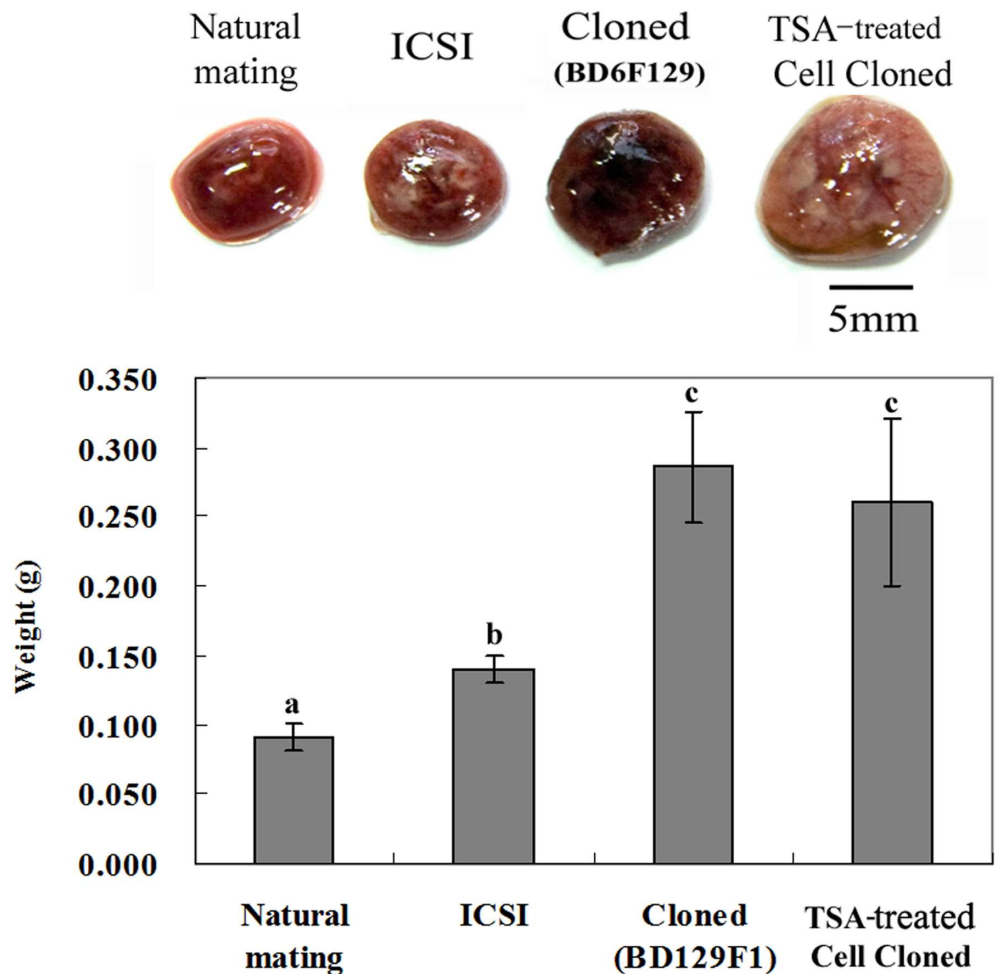 Natural
mating
ICSI
Cloned
(BD6F129)
TSA-treated
Cell Cloned
5mm
0.350
0.300
0.250
0.200
0.150
0.100
0.050
0.000
Weight (g)
a
b
c
c
Natural
mating
ICSI
Cloned
(BD129F1)
TSA-treated
Cell Cloned